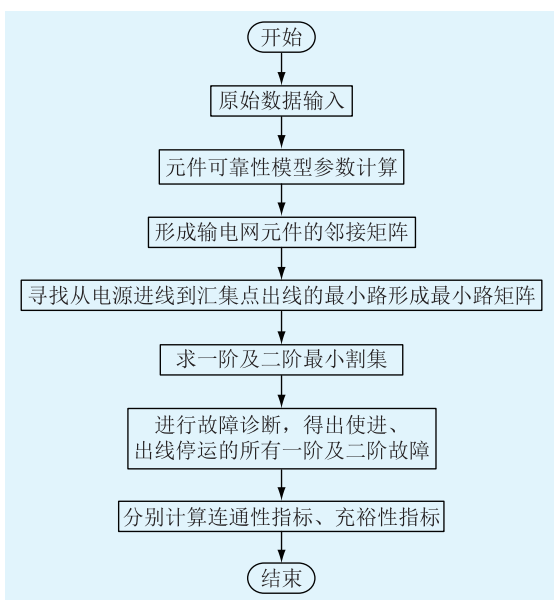 开始
原始数据输入
元件可靠性模型参数计算
形成输电网元件的邻接矩阵
寻找从电源进线到汇集点出线的最小路形成最小路矩阵
求一阶及二阶最小割集
进行故障诊断，得出使进、
出线停运的所有一阶及二阶故障
分别计算连通性指标、充裕性指标
结束